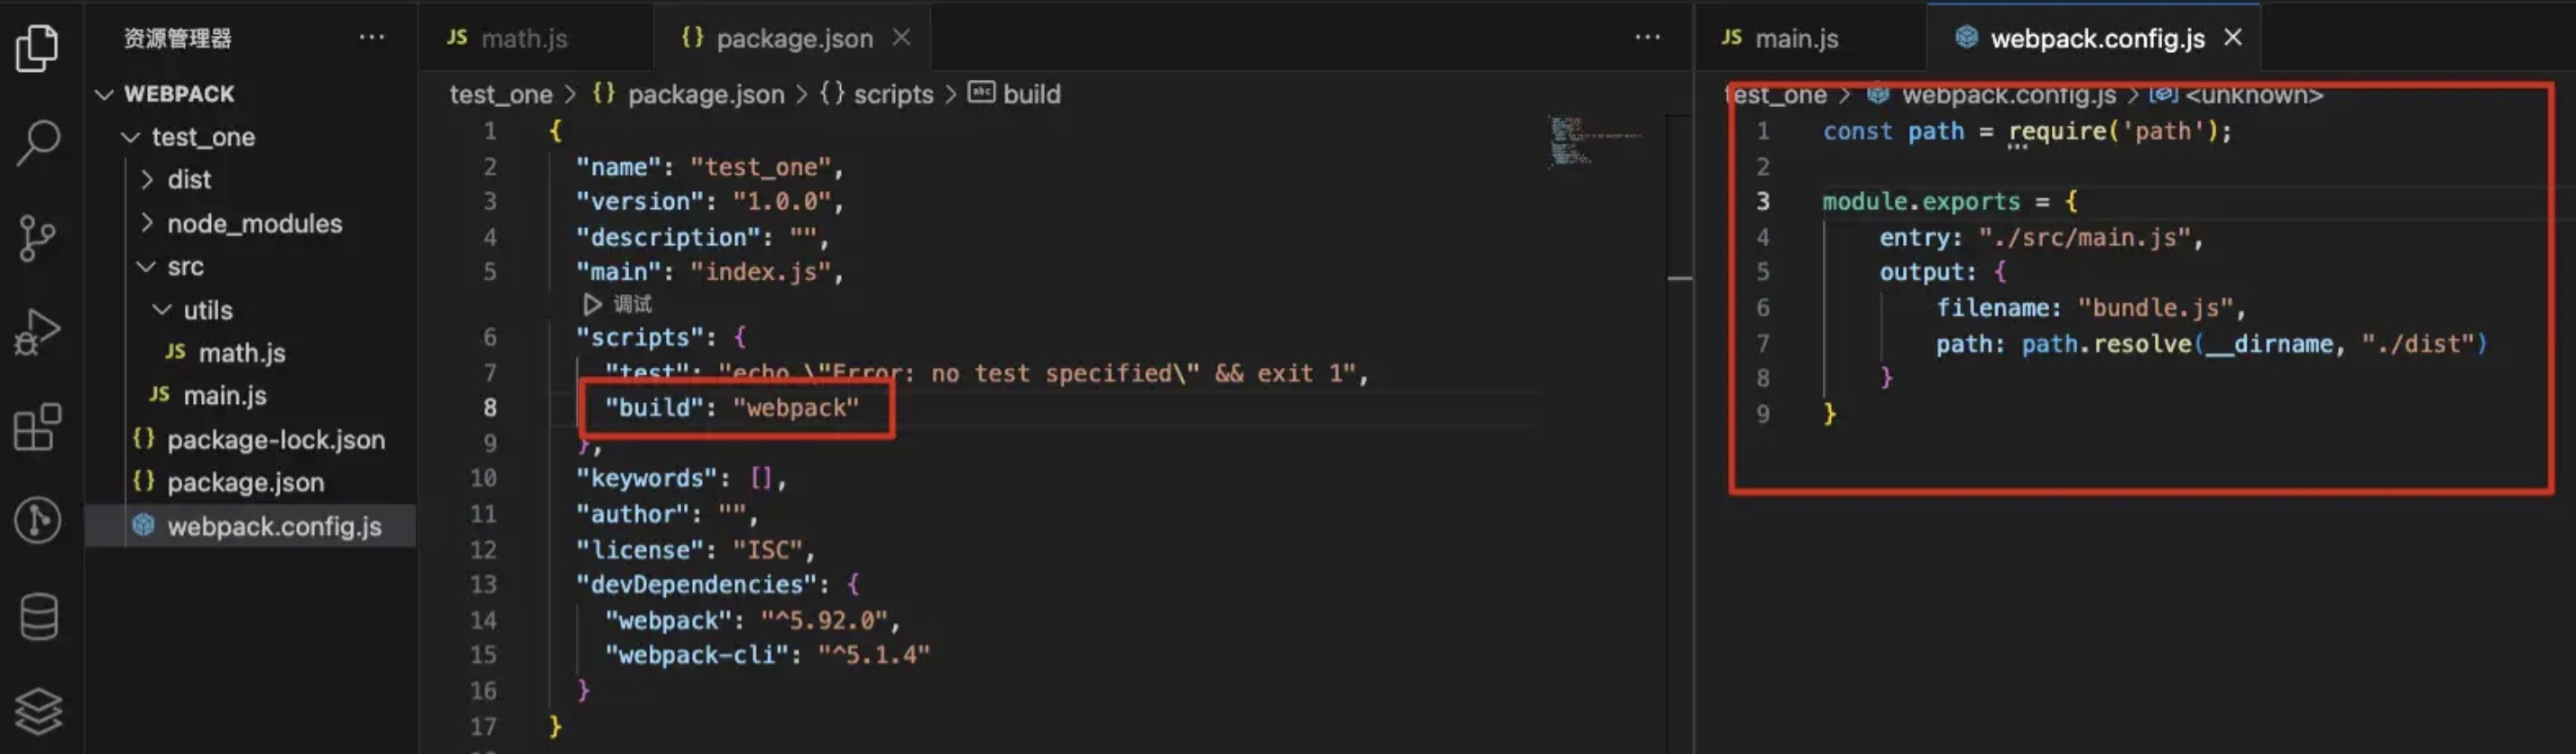 资源管理器
WEBPACK
test_one
dist
node_modules
src
utils
JS math.js
JS main.js
{} package-lock.json
{} package.json
webpack.config.js
JS math.js
{} package.json
test_one > {} package.json > {} scripts > abc build
1 {
2 "name": "test_one",
3 "version": "1.0.0",
4 "description": "",
5 "main": "index.js",
调试
6 "scripts": {
7 "test": "echo \"Error: no test specified\" && exit 1",
8 "build": "webpack"
9 },
10 "keywords": [],
11 "author": "",
12 "license": "ISC",
13 "devDependencies": {
14 "webpack": "^5.92.0",
15 "webpack-cli": "^5.1.4"
16 }
17 }
JS main.js
webpack.config.js
test_one > webpack.config.js > <unknown>
1 const path = require('path');
2
3 module.exports = {
4 entry: "./src/main.js",
5 output: {
6 filename: "bundle.js",
7 path: path.resolve(__dirname, "./dist")
8 }
9 }